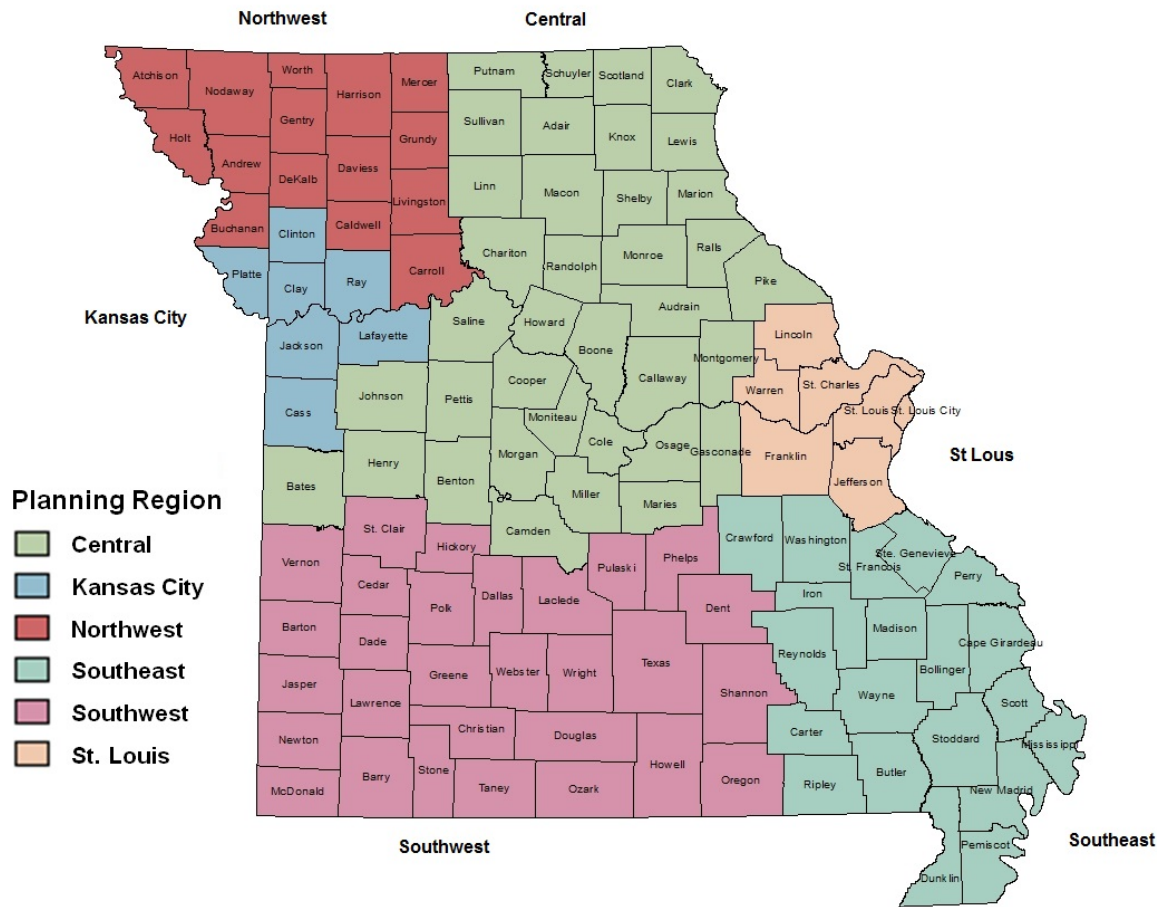 Northwest
Central
Atchison
Nodaway
Worth
Harrison
Mercer
Putnam
Schuyler
Scotland
Clark
Holt
Gentry
Grundy
Sullivan
Adair
Knox
Lewis
Andrew
DeKalb
Daviess
Livingston
Linn
Macon
Shelby
Marion
Buchanan
Clinton
Caldwell
Carroll
Chariton
Randolph
Monroe
Ralls
Pike
Platte
Clay
Ray
Audrain
Kansas City
Jackson
Lafayette
Saline
Howard
Boone
Callaway
Montgomery
Lincoln
Cass
Johnson
Pettis
Cooper
Moniteau
Cole
Osage
Gasconade
Warren
St. Charles
St. Louis
St. Louis City
Franklin
Jefferson
St Lous
Bates
Henry
Benton
Morgan
Miller
Maries
Camden
Planning Region
Central
Kansas City
Northwest
Southeast
Southwest
St. Louis
Vernon
St. Clair
Hickory
Pulaski
Phelps
Crawford
Washington
St. Francois
Ste. Genevieve
Perry
Barton
Cedar
Polk
Dallas
Laclede
Dent
Iron
Madison
Cape Girardeau
Jasper
Dade
Greene
Webster
Wright
Texas
Shannon
Reynolds
Wayne
Bollinger
Scott
Newton
Lawrence
Christian
Douglas
Howell
Oregon
Carter
Stoddard
Mississippi
McDonald
Barry
Stone
Taney
Ozark
Ripley
Butler
New Madrid
Pemiscot
Dunklin
Southwest
Southeast